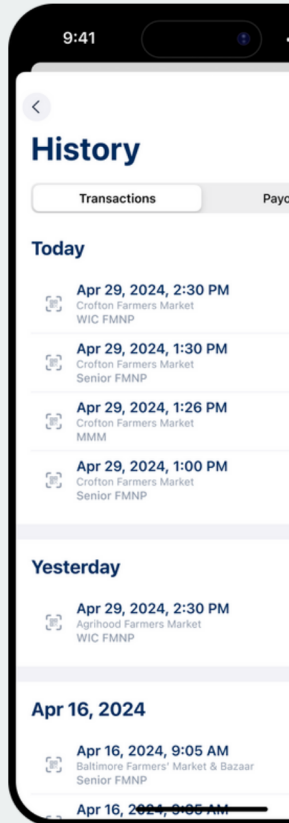 9:41
History
Transactions
Today
Apr 29, 2024, 2:30 PM
Crofton Farmers Market
WIC FMNP
Apr 29, 2024, 1:30 PM
Crofton Farmers Market
Senior FMNP
Apr 29, 2024, 1:26 PM
Crofton Farmers Market
MMM
Apr 29, 2024, 1:00 PM
Crofton Farmers Market
Senior FMNP
Yesterday
Apr 29, 2024, 2:30 PM
Agrihood Farmers Market
WIC FMNP
Apr 16, 2024
Apr 16, 2024, 9:05 AM
Baltimore Farmers' Market & Bazaar
Senior FMNP
Apr 16, 2024,